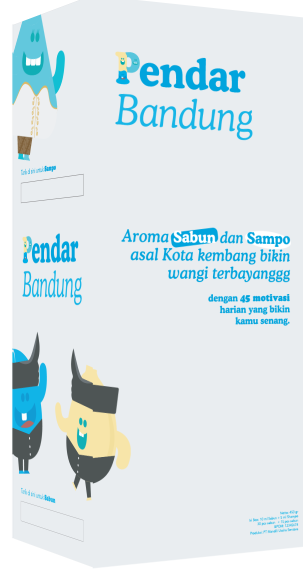 Pendar
Bandung
Aroma Sabun dan Sampo
asal Kota kembang bikin
wangi terbayanggg
dengan 45 motivasi
harian yang bikin
kamu senang.
Sampo
Pendar
Bandung
Sabun